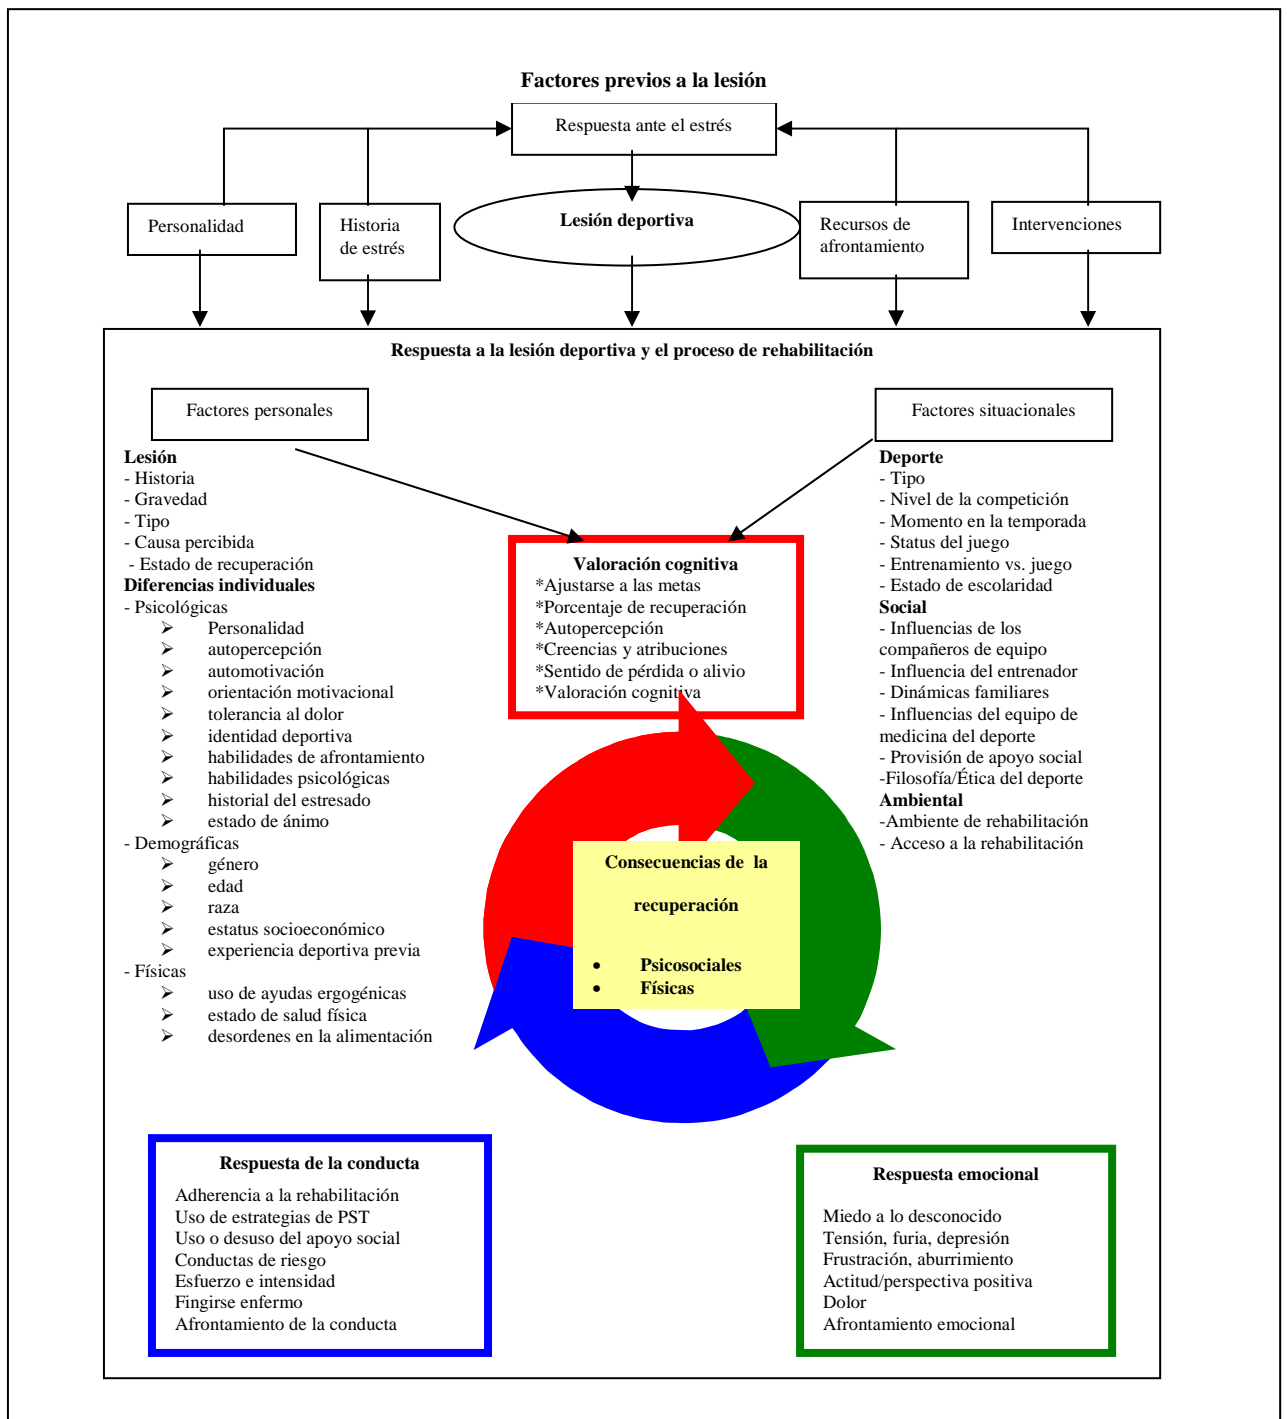 Factores previos a la lesión
Respuesta ante el estrés
Personalidad
Historia
de estrés
Lesión deportiva
Recursos de
afrontamiento
Intervenciones
Respuesta a la lesión deportiva y el proceso de rehabilitación
Factores personales
Factores situacionales
Lesión
- Historia
- Gravedad
- Tipo
- Causa percibida
- Estado de recuperación
Diferencias individuales
- Psicológicas
➢ Personalidad
➢ autopercepción
➢ automotivación
➢ orientación motivacional
➢ tolerancia al dolor
➢ identidad deportiva
➢ habilidades de afrontamiento
➢ habilidades psicológicas
➢ historial del estresado
➢ estado de ánimo
- Demográficas
➢ género
➢ edad
➢ raza
➢ estatus socioeconómico
➢ experiencia deportiva previa
- Físicas
➢ uso de ayudas ergogénicas
➢ estado de salud física
➢ desordenes en la alimentación
Valoración cognitiva
*Ajustarse a las metas
*Porcentaje de recuperación
*Autopercepción
*Creencias y atribuciones
*Sentido de pérdida o alivio
*Valoración cognitiva
Deporte
- Tipo
- Nivel de la competición
- Momento en la temporada
- Status del juego
- Entrenamiento vs. juego
- Estado de escolaridad
Social
- Influencias de los
compañeros de equipo
- Influencia del entrenador
- Dinámicas familiares
- Influencias del equipo de
medicina del deporte
- Provisión de apoyo social
-Filosofía/Ética del deporte
Ambiental
-Ambiente de rehabilitación
- Acceso a la rehabilitación
Consecuencias de la
recuperación
• Psicosociales
• Físicas
Respuesta de la conducta
Adherencia a la rehabilitación
Uso de estrategias de PST
Uso o desuso del apoyo social
Conductas de riesgo
Esfuerzo e intensidad
Fingirse enfermo
Afrontamiento de la conducta
Respuesta emocional
Miedo a lo desconocido
Tensión, furia, depresión
Frustración, aburrimiento
Actitud/perspectiva positiva
Dolor
Afrontamiento emocional